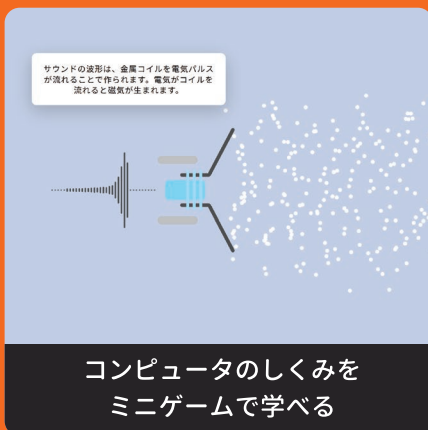 サウンドの波形は、金属コイルを電気パルス
が流れることで作られます。電気がコイルを
流れると磁気が生まれます。
コンピュータのしくみを
ミニゲームで学べる